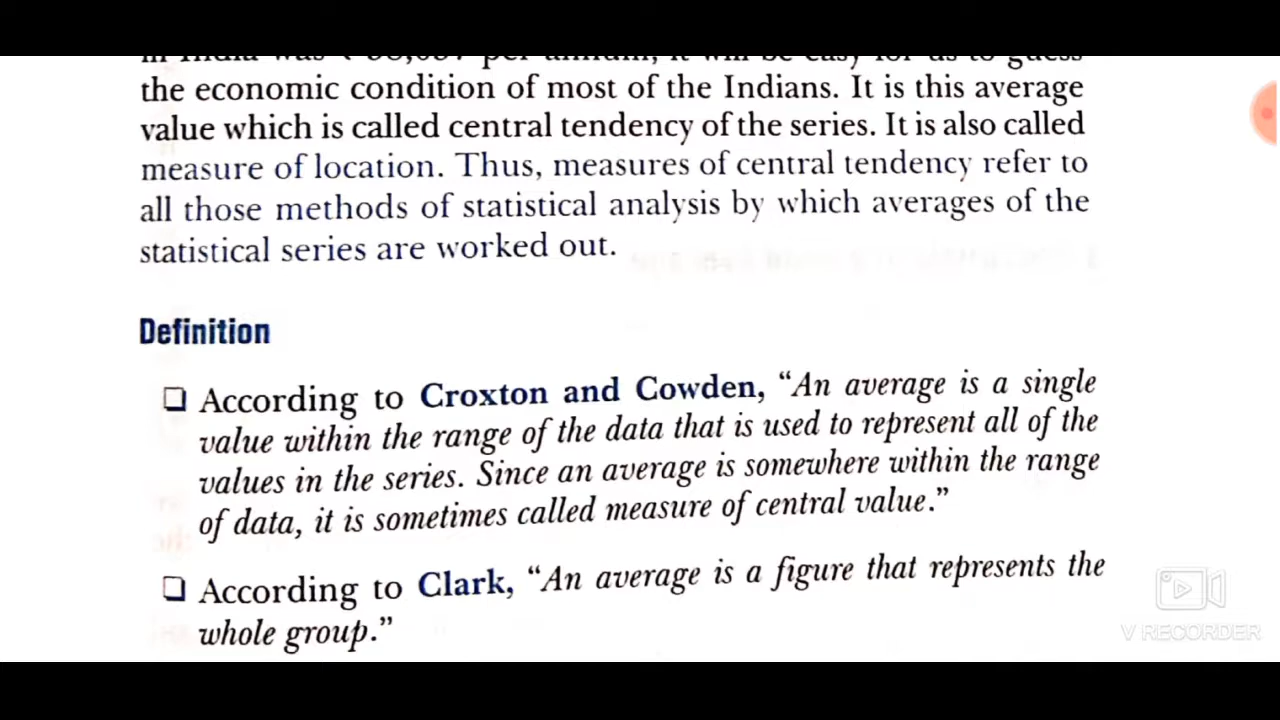 the economic condition of most of the Indians. It is this average
value which is called central tendency of the series. It is also called
measure of location. Thus, measures of central tendency refer to
all those methods of statistical analysis by which averages of the
statistical series are worked out.
Definition
❑ According to Croxton and Cowden, “An average is a single
value within the range of the data that is used to represent all of the
values in the series. Since an average is somewhere within the range
of data, it is sometimes called measure of central value.”
❑ According to Clark, “An average is a figure that represents the
whole group.”
V RECORDER